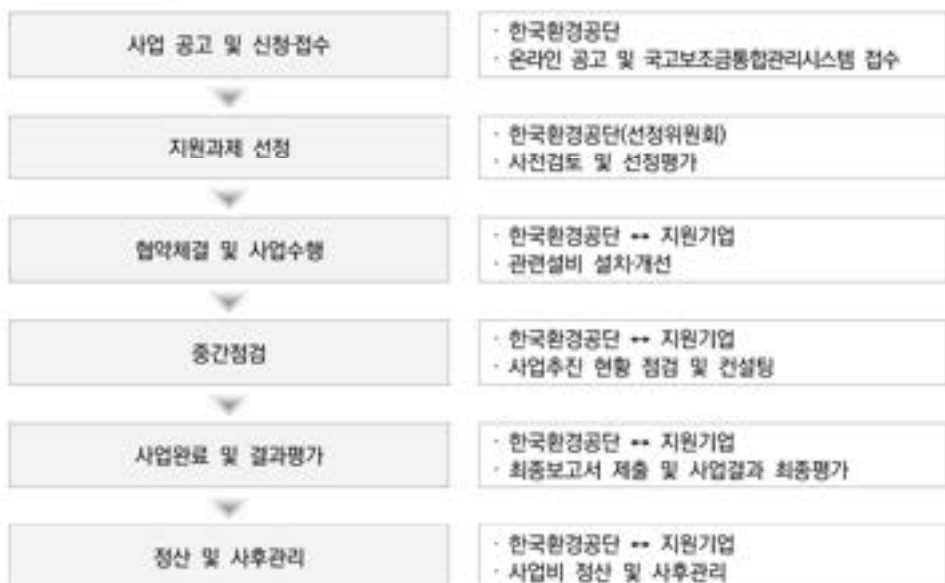 사업 공고 및 신청·접수
· 한국환경공단
· 온라인 공고 및 국고보조금통합관리시스템 접수
지원과제 선정
· 한국환경공단(선정위원회)
· 사전검토 및 선정평가
협약체결 및 사업수행
· 한국환경공단 ↔ 지원기업
· 관련설비 설치·개선
중간점검
· 한국환경공단 ↔ 지원기업
· 사업추진 현황 점검 및 컨설팅
사업완료 및 결과평가
· 한국환경공단 ↔ 지원기업
· 최종보고서 제출 및 사업결과 최종평가
정산 및 사후관리
· 한국환경공단 ↔ 지원기업
· 사업비 정산 및 사후관리